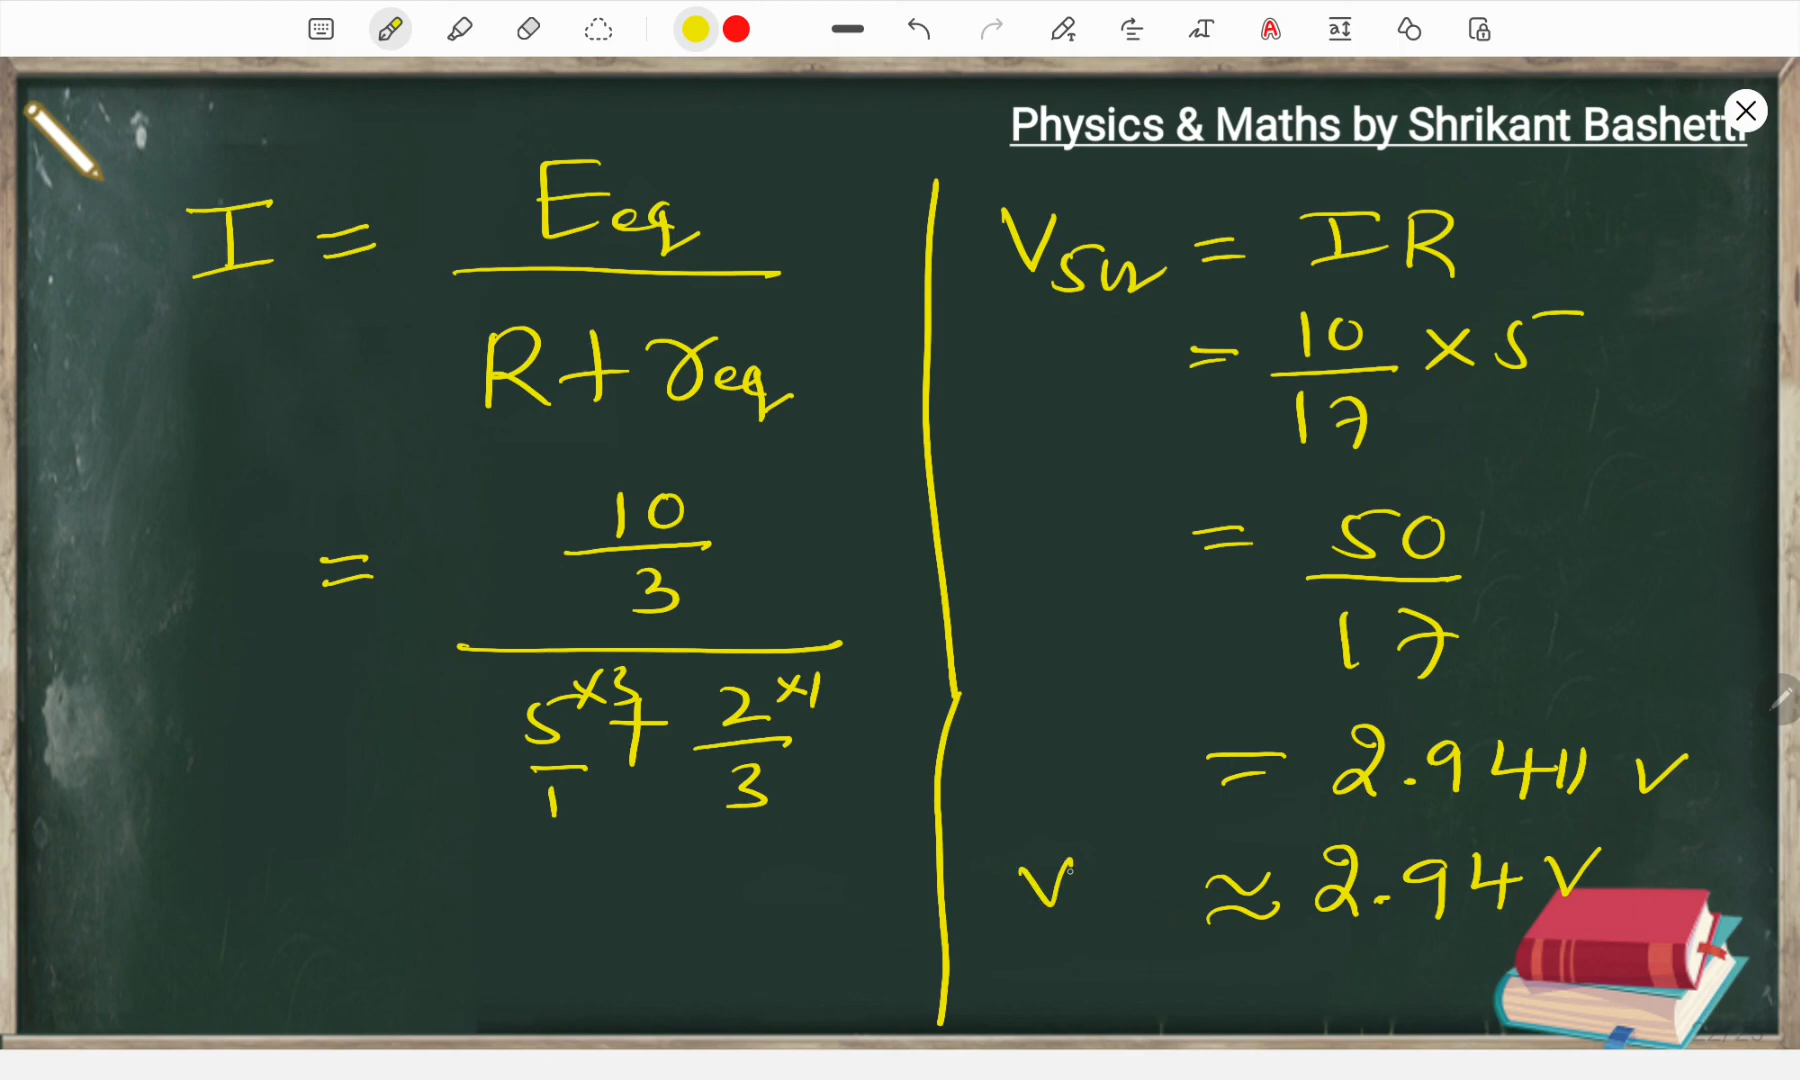 Physics & Maths by Shrikant Bashetti
I = Eeq / R + req
= 10/3 / 5/1 ×3 + 2/3 ×1
V5Ω = IR
= 10/17 × 5
= 50/17
= 2.9411 V
V ≈ 2.94 V